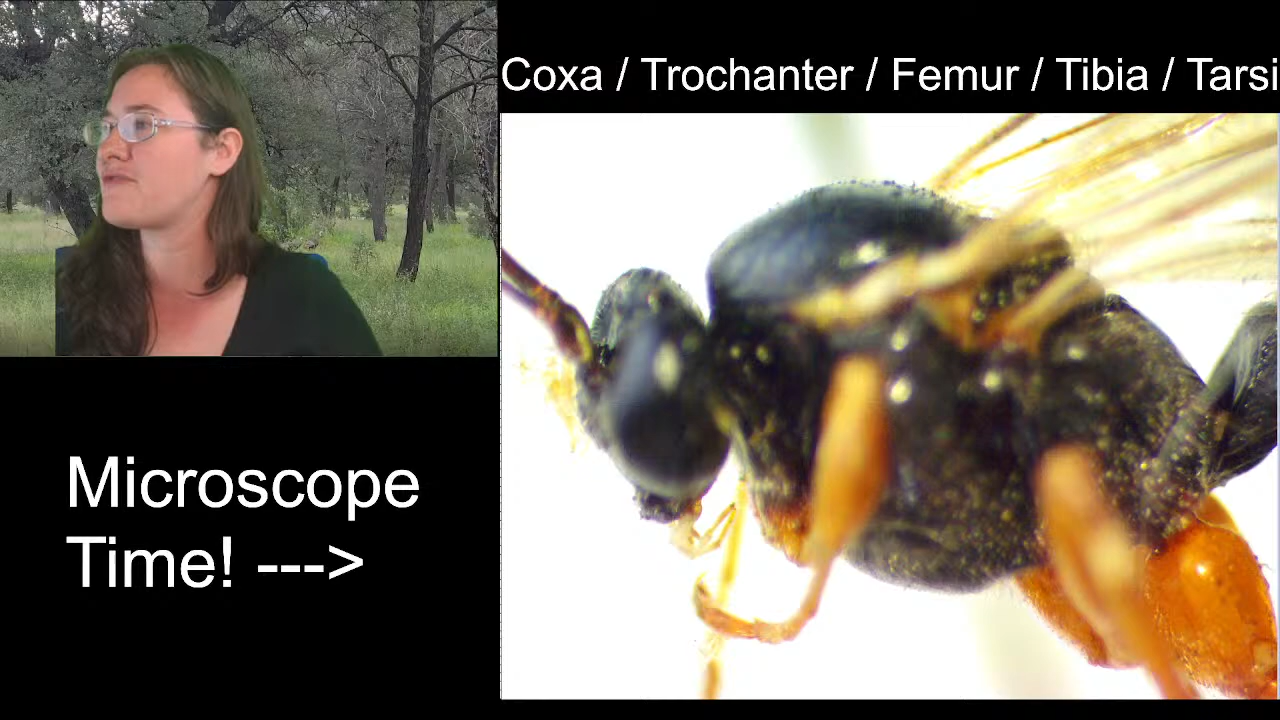 Coxa / Trochanter / Femur / Tibia / Tarsi
Microscope
Time! --->